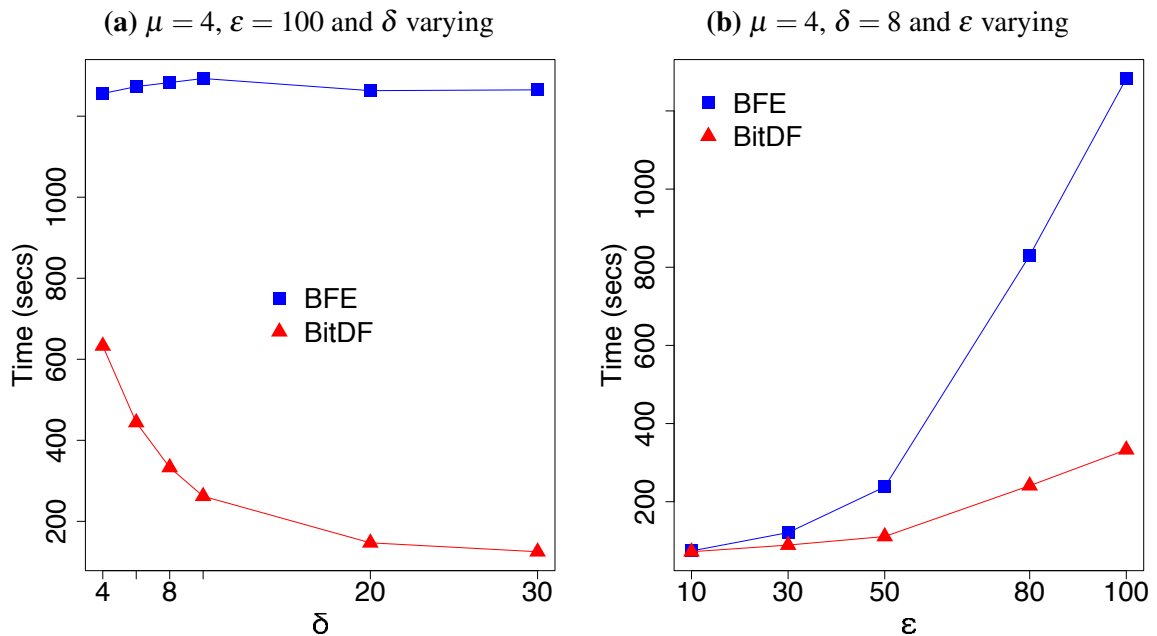 (a) μ = 4, ε = 100 and δ varying
Time (secs)
1000
800
600
400
200
BFE
BitDF
4
8
20
30
δ
(b) μ = 4, δ = 8 and ε varying
Time (secs)
1000
800
600
400
200
BFE
BitDF
10
30
50
80
100
ε